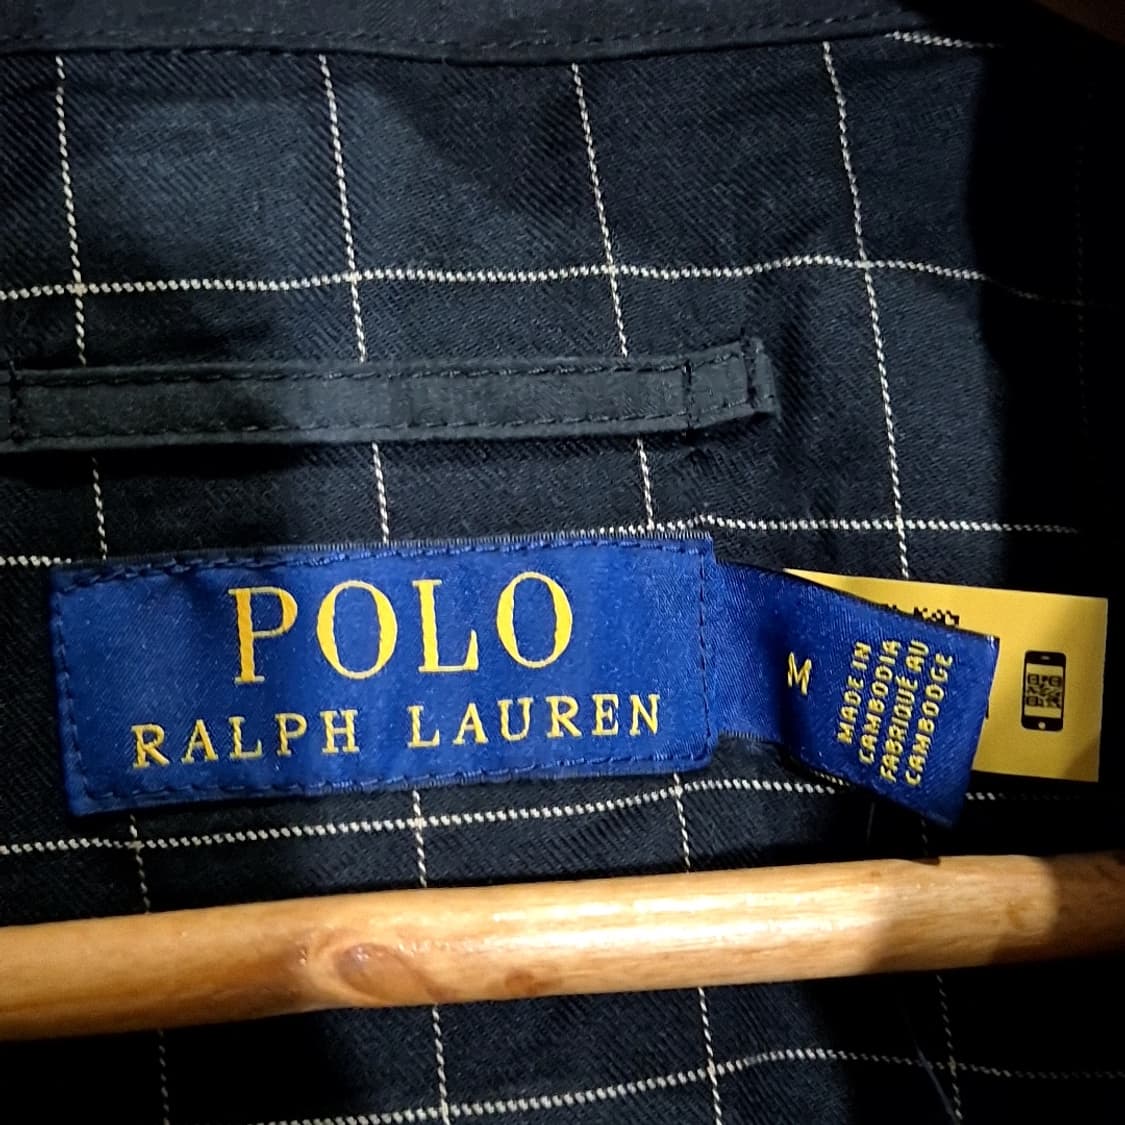 POLO
RALPH LAUREN
M
MADE IN
CAMBODIA
FABRIQUÉ AU
CAMBODGE